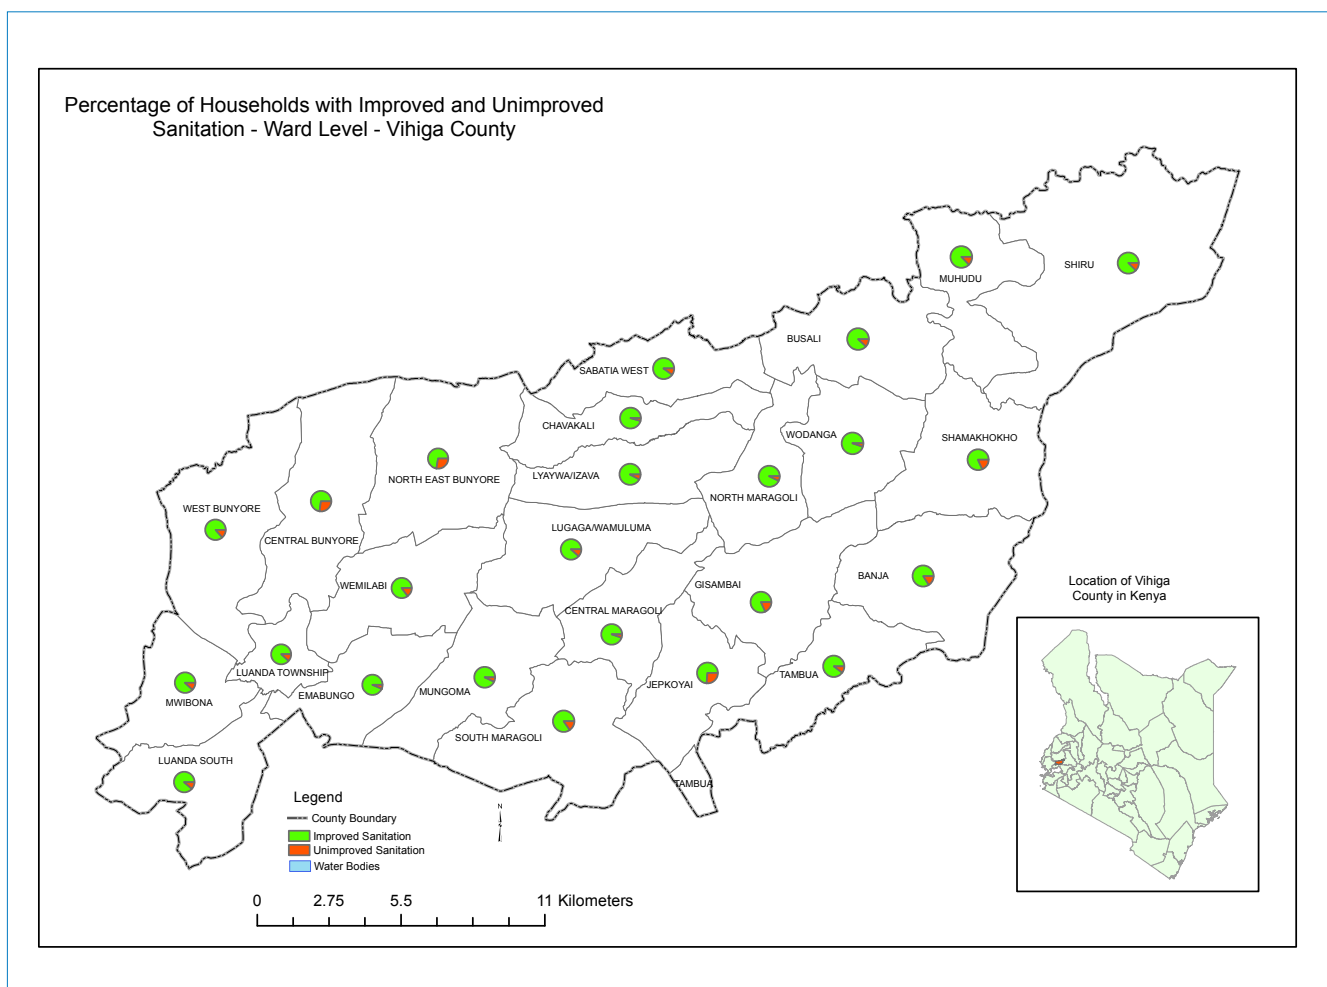 Percentage of Households with Improved and Unimproved
Sanitation - Ward Level - Vihiga County
MUHUDU
SHIRU
BUSALI
SABATIA WEST
CHAVAKALI
WODANGA
SHAMAKHOKHO
LYAYWA/IZAVA
NORTH EAST BUNYORE
NORTH MARAGOLI
WEST BUNYORE
CENTRAL BUNYORE
LUGAGA/WAMULUMA
WEMILABI
GISAMBAI
BANJA
CENTRAL MARAGOLI
LUANDA TOWNSHIP
EMABUNGO
MUNGOMA
JEPKOYAI
TAMBUA
MWIBONA
SOUTH MARAGOLI
LUANDA SOUTH
TAMBUA
Location of Vihiga
County in Kenya
Legend
County Boundary
Improved Sanitation
Unimproved Sanitation
Water Bodies
N
0 2.75 5.5 11 Kilometers